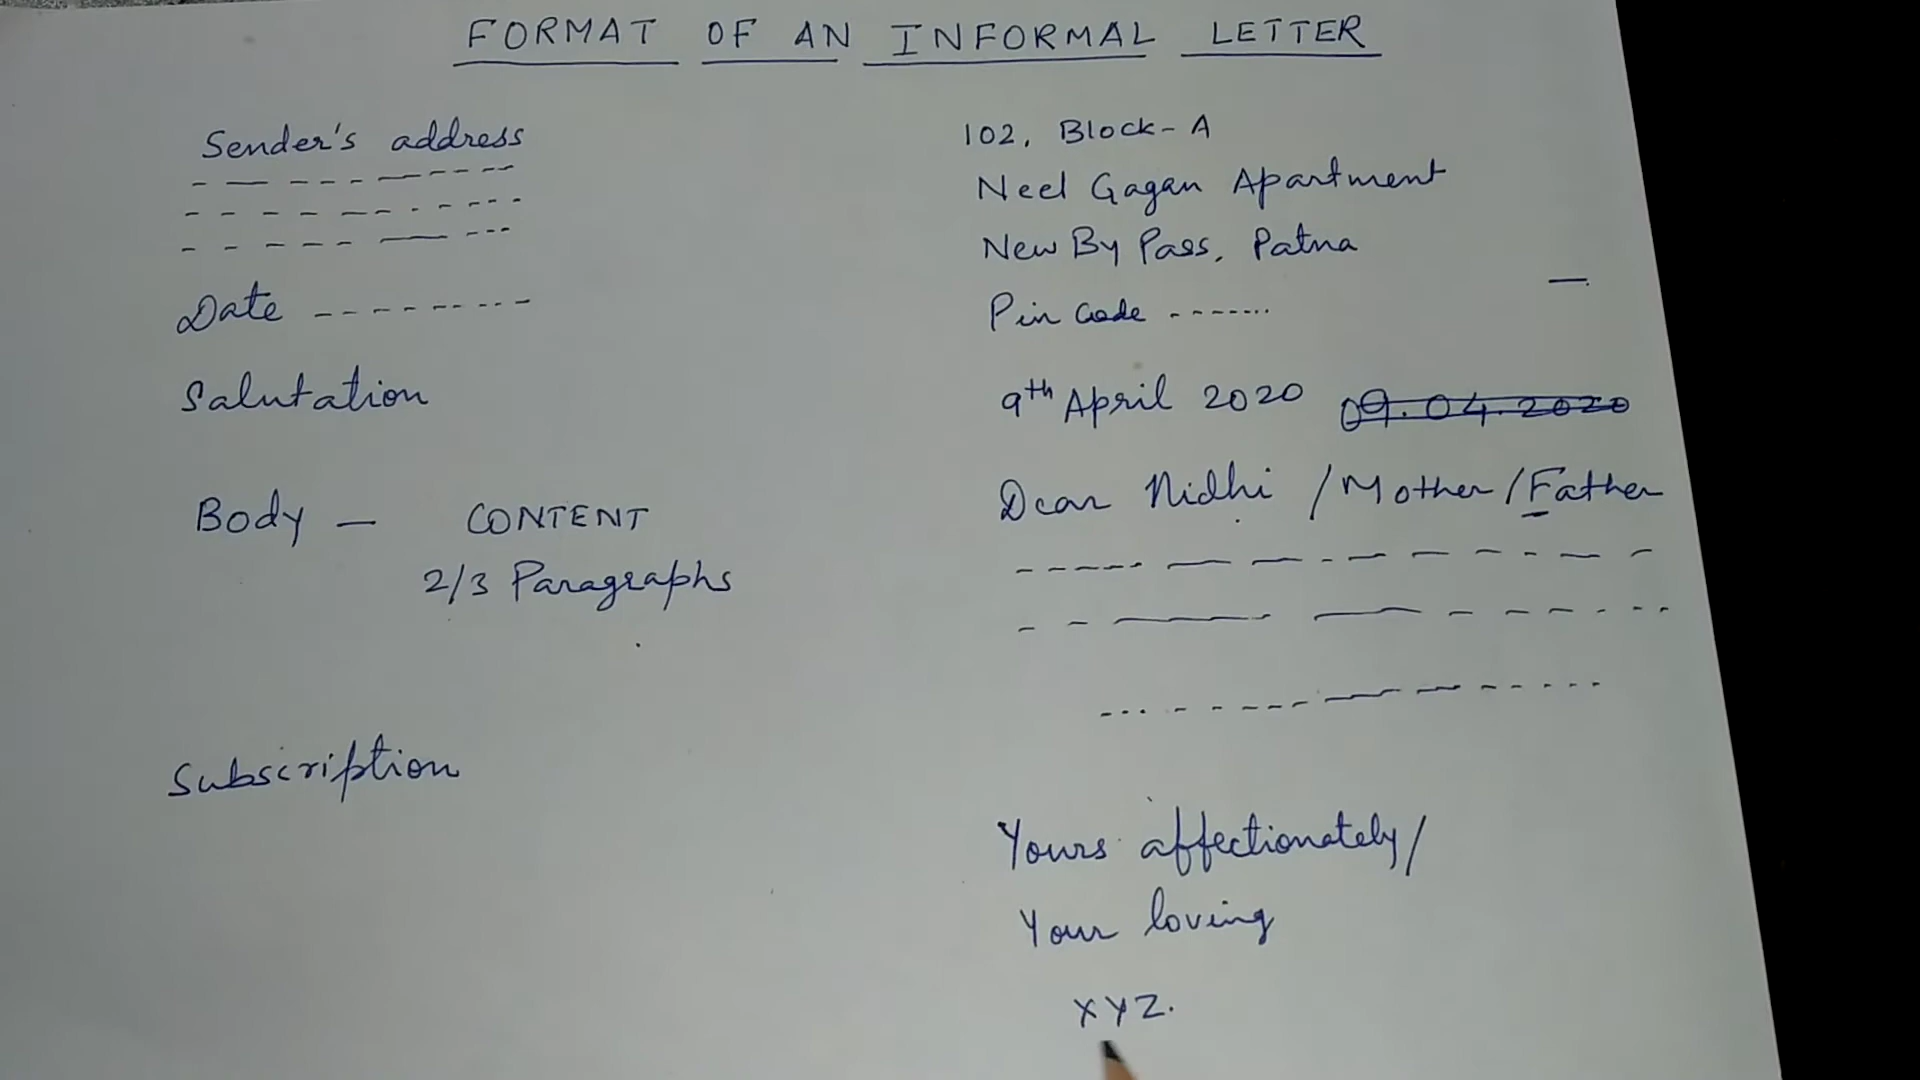 FORMAT OF AN INFORMAL LETTER
Sender's address
Date
Salutation
Body - CONTENT
2/3 Paragraphs
Subscription
102, Block-A
Neel Gagan Apartment
New By Pass, Patna
Pin Code
9th April 2020 09.04.2020
Dear Nidhi / Mother / Father
Yours affectionately/
Your loving
XYZ.